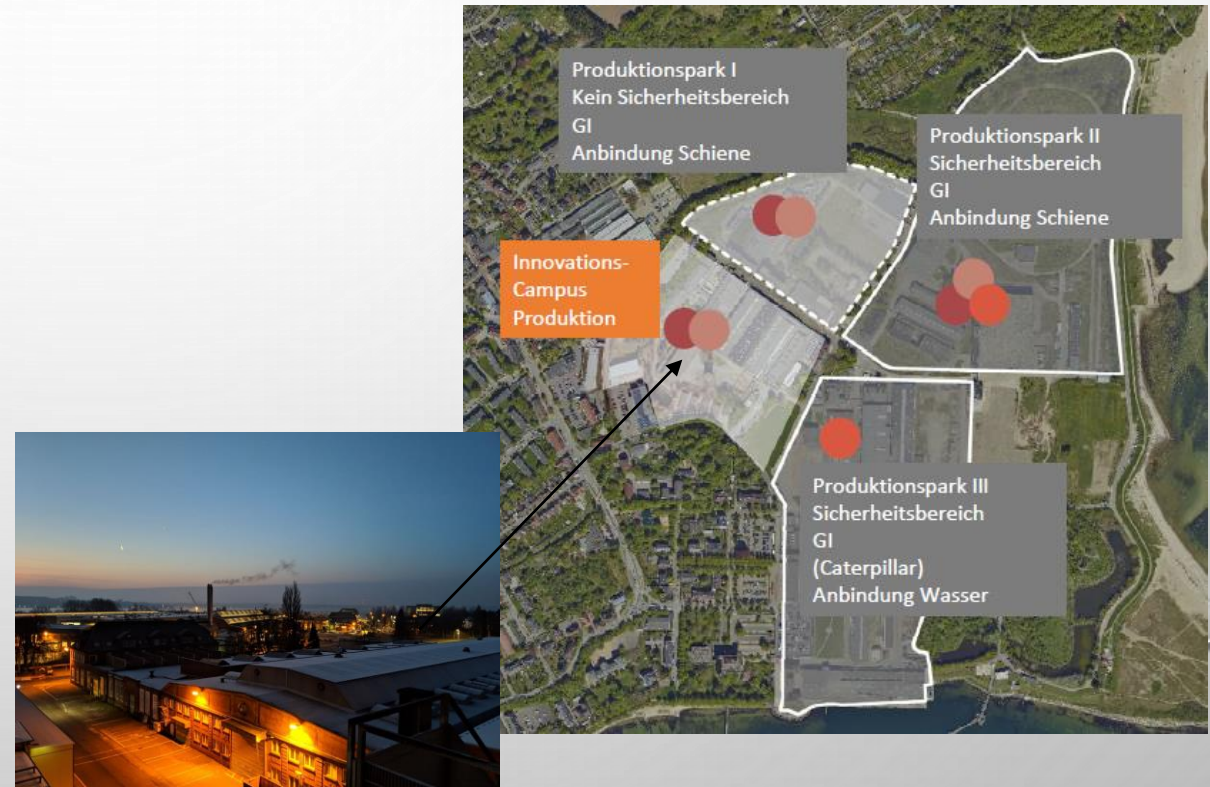 Produktionspark I
Kein Sicherheitsbereich
GI
Anbindung Schiene
Produktionspark II
Sicherheitsbereich
GI
Anbindung Schiene
Innovations-
Campus
Produktion
Produktionspark III
Sicherheitsbereich
GI
(Caterpillar)
Anbindung Wasser